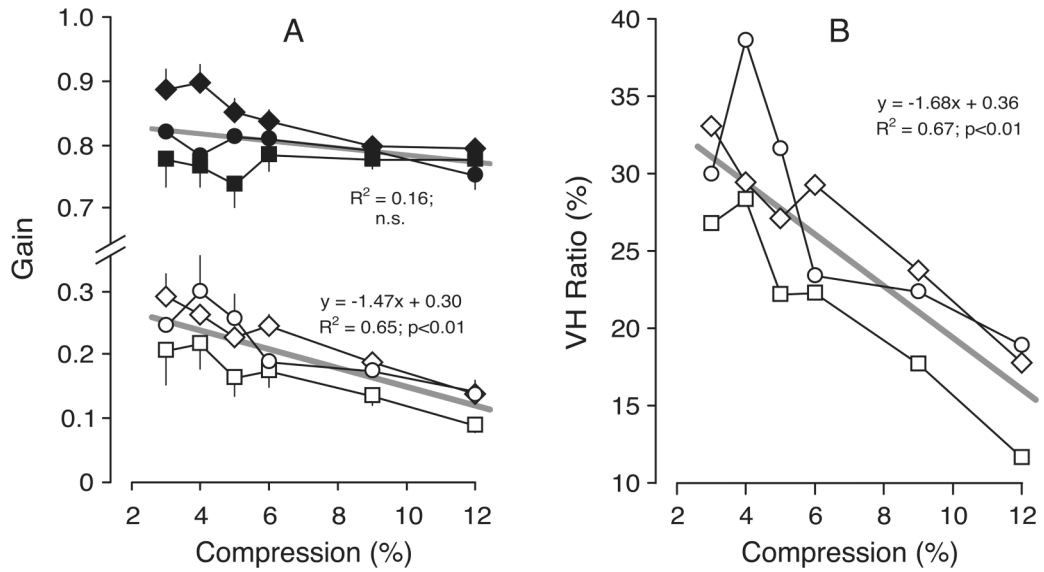 A
1.0
0.9
0.8
0.7
0.3
0.2
0.1
0
Gain
R² = 0.16;
n.s.
y = -1.47x + 0.30
R² = 0.65; p<0.01
2 4 6 8 10 12
Compression (%)
B
40
35
30
25
20
15
10
VH Ratio (%)
y = -1.68x + 0.36
R² = 0.67; p<0.01
2 4 6 8 10 12
Compression (%)